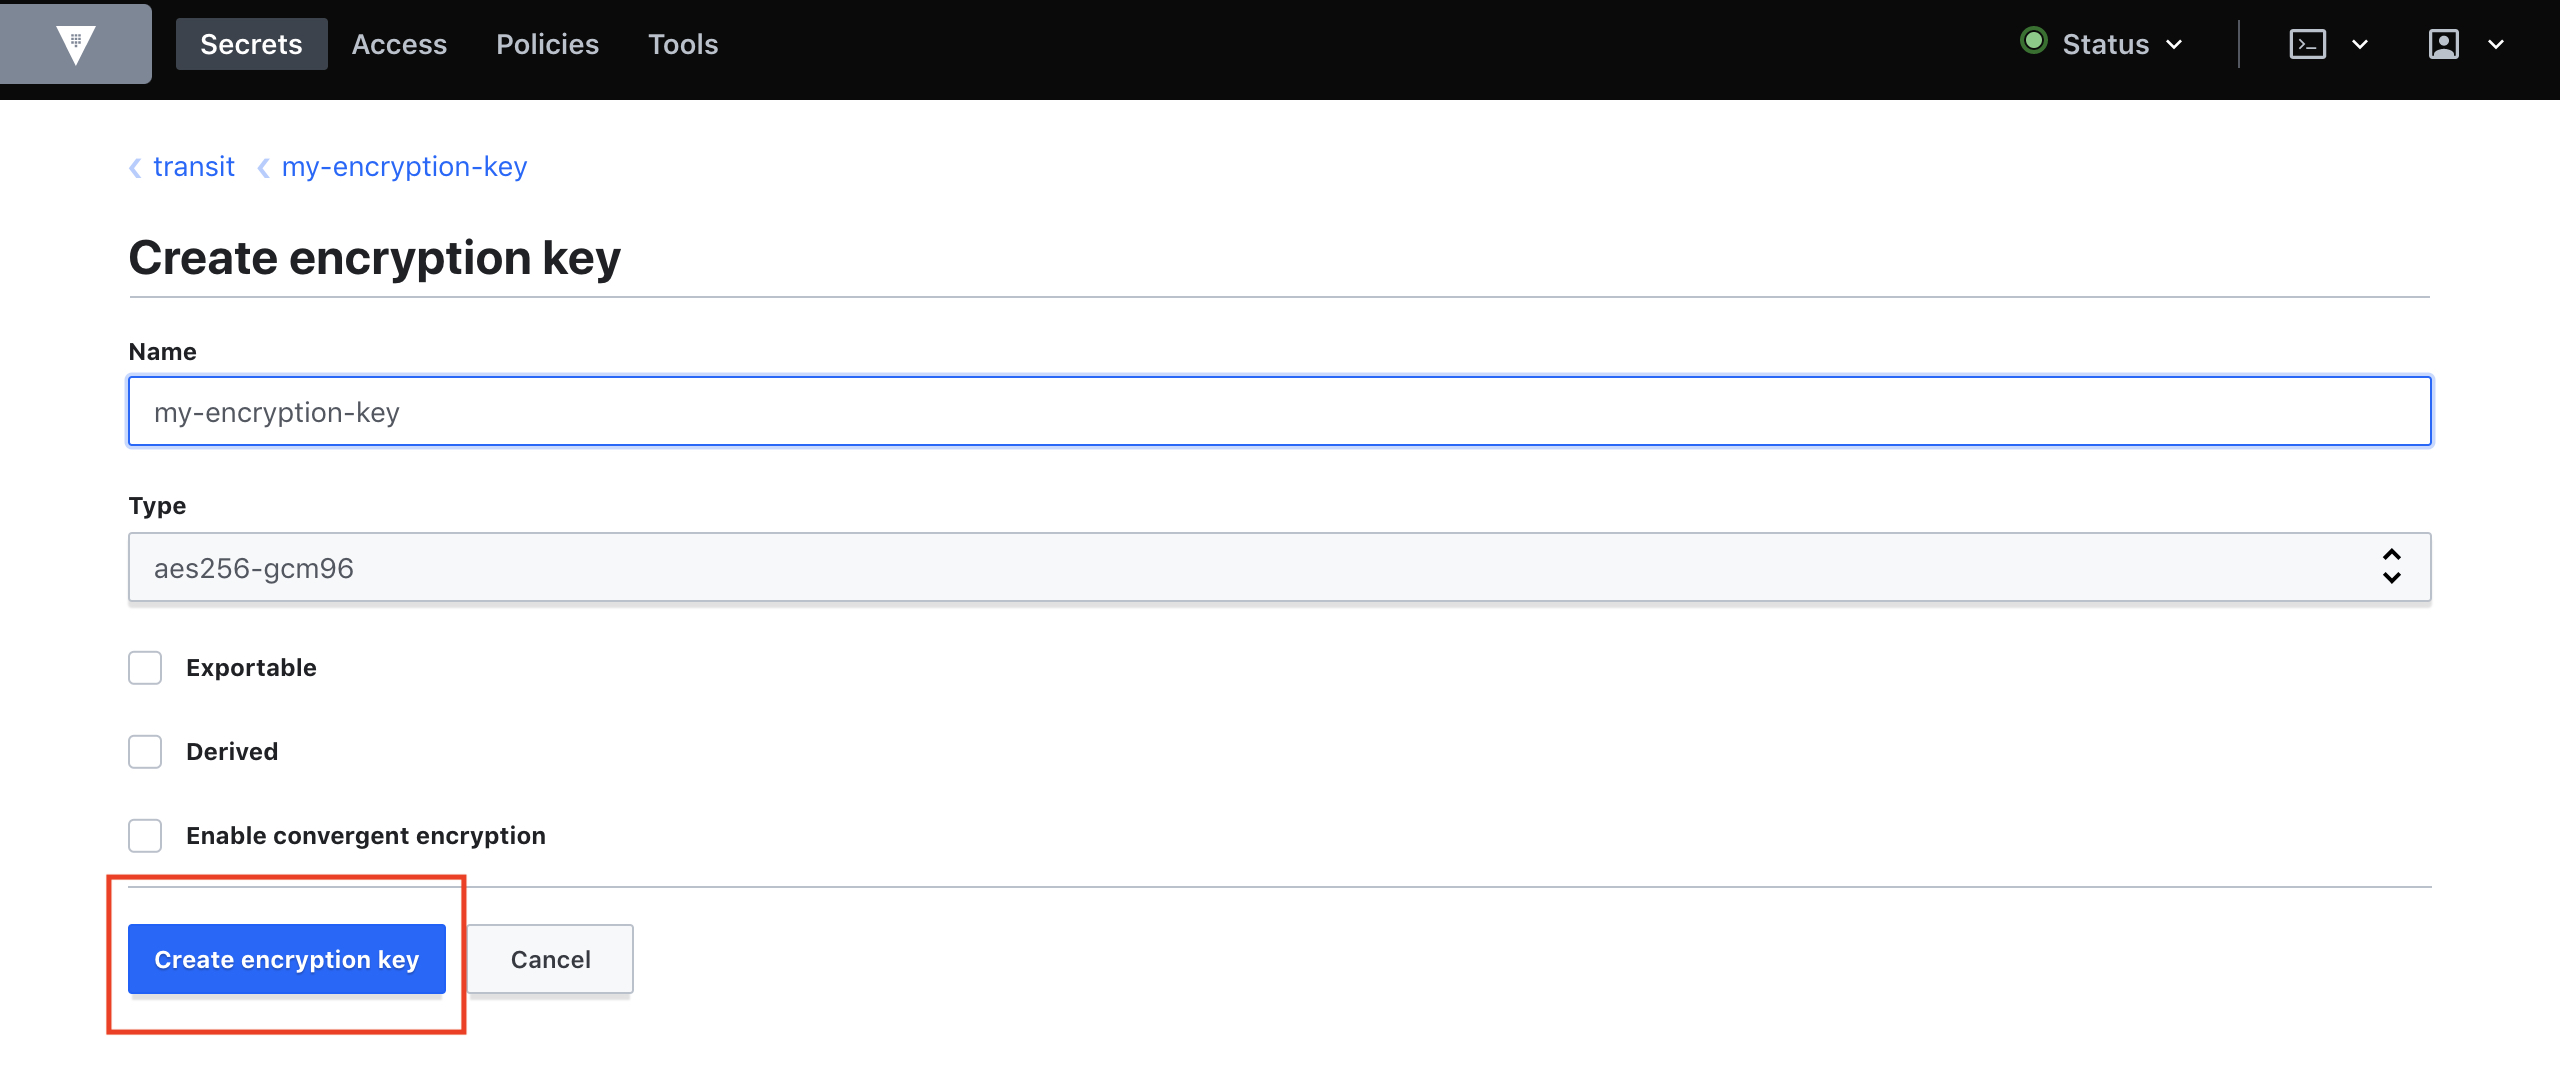 Secrets Access Policies Tools Status
transit my-encryption-key
Create encryption key
Name
my-encryption-key
Type
aes256-gcm96
Exportable
Derived
Enable convergent encryption
Create encryption key Cancel